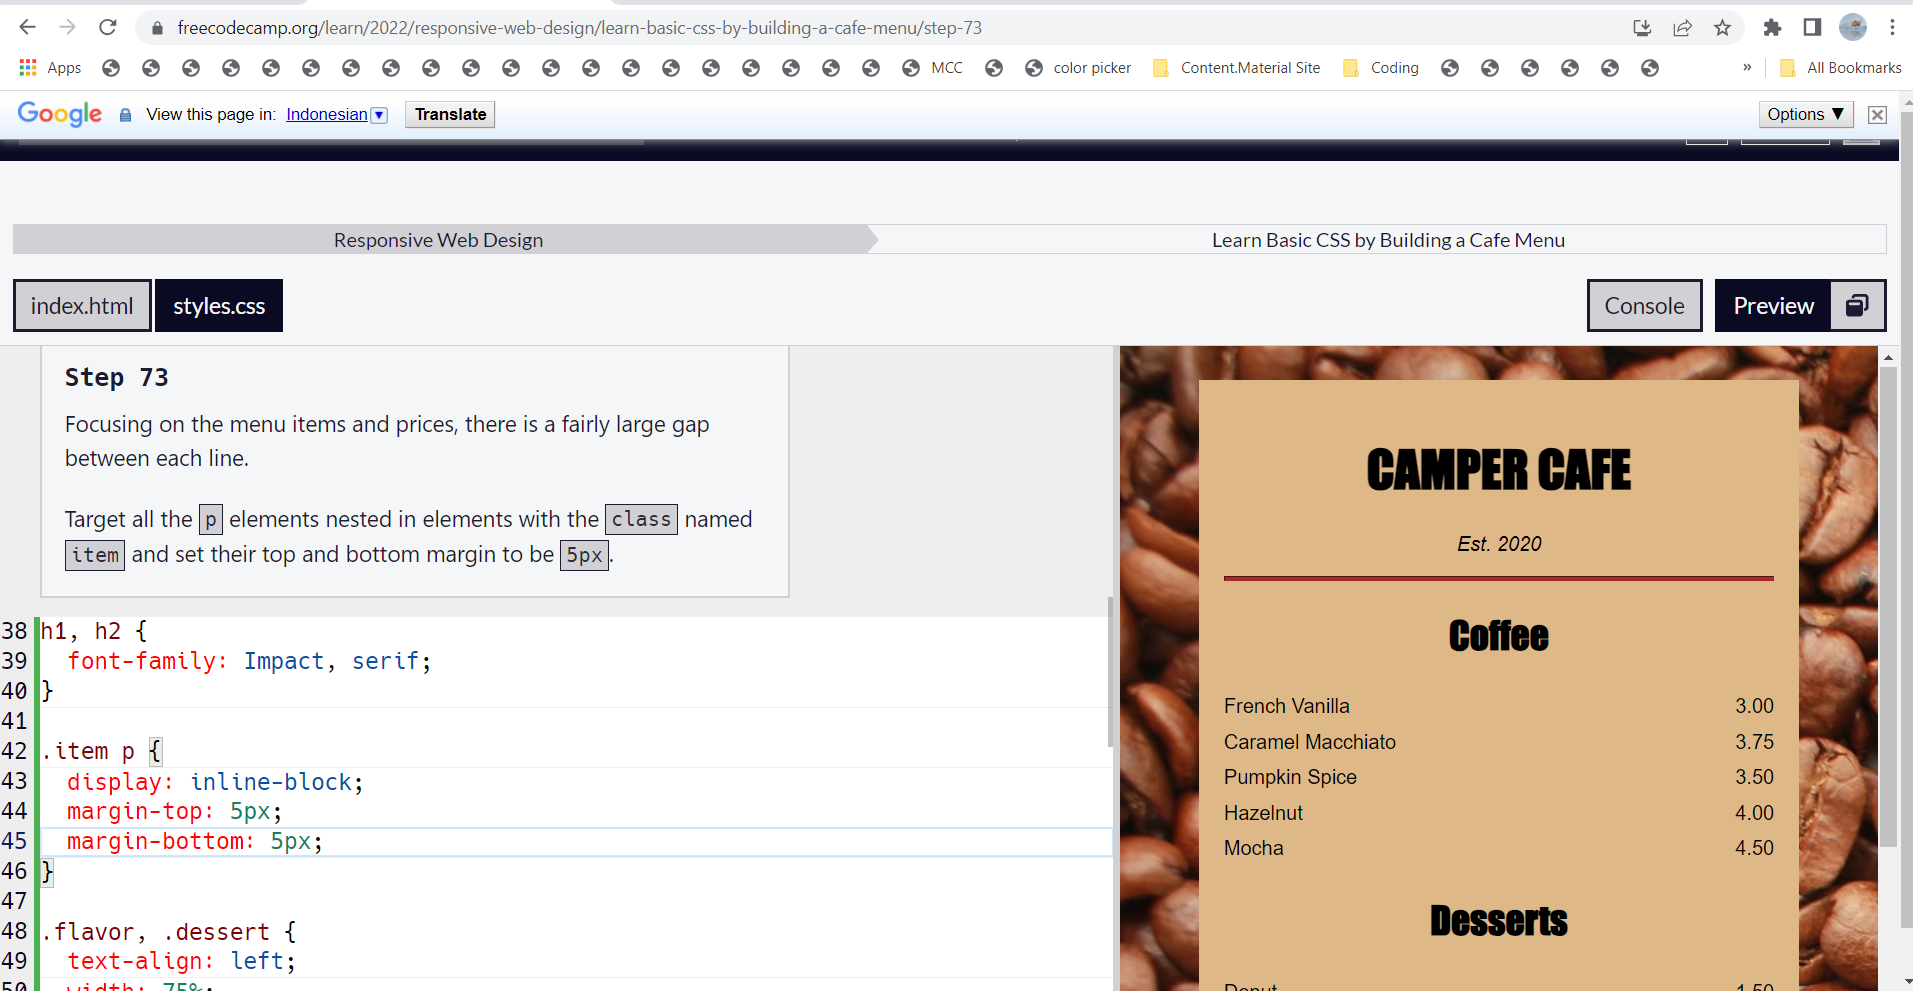 freecodecamp.org/learn/2022/responsive-web-design/learn-basic-css-by-building-a-cafe-menu/step-73
Apps MCC color picker Content.Material Site Coding » All Bookmarks
Google View this page in: Indonesian Translate Options ▼
Responsive Web Design Learn Basic CSS by Building a Cafe Menu
index.html styles.css Console Preview
Step 73
Focusing on the menu items and prices, there is a fairly large gap
between each line.
Target all the p elements nested in elements with the class named
item and set their top and bottom margin to be 5px.
38 h1, h2 {
39 font-family: Impact, serif;
40 }
41
42 .item p {
43 display: inline-block;
44 margin-top: 5px;
45 margin-bottom: 5px;
46 }
47
48 .flavor, .dessert {
49 text-align: left;
50 width: 75%;
CAMPER CAFE
Est. 2020
Coffee
French Vanilla 3.00
Caramel Macchiato 3.75
Pumpkin Spice 3.50
Hazelnut 4.00
Mocha 4.50
Desserts
Donut 1.50